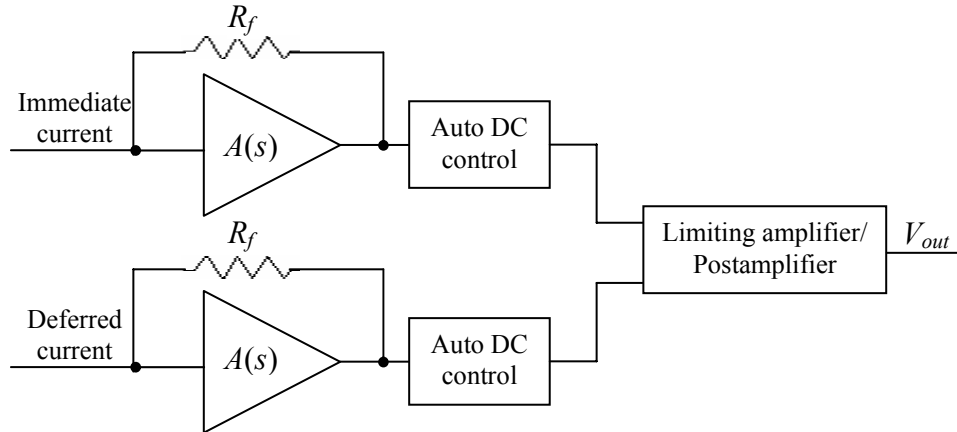 R_f
Immediate
current
A(s)
Auto DC
control
R_f
Limiting amplifier/
Postamplifier
V_out
Deferred
current
A(s)
Auto DC
control